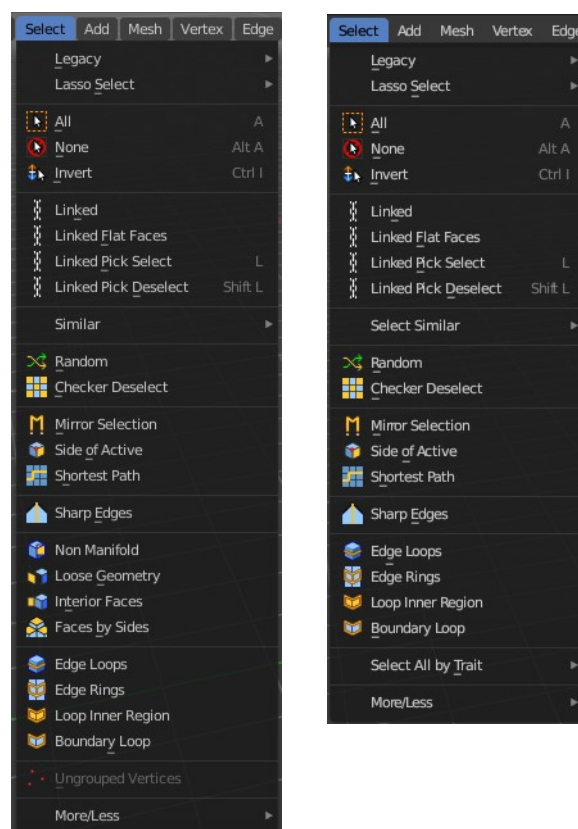 Select Add Mesh Vertex Edge
Legacy
Lasso Select
All A
None Alt A
Invert Ctrl I
Linked
Linked Flat Faces
Linked Pick Select L
Linked Pick Deselect Shift L
Similar
Random
Checker Deselect
Mirror Selection
Side of Active
Shortest Path
Sharp Edges
Non Manifold
Loose Geometry
Interior Faces
Faces by Sides
Edge Loops
Edge Rings
Loop Inner Region
Boundary Loop
Ungrouped Vertices
More/Less
Select Add Mesh Vertex Edge
Legacy
Lasso Select
All A
None Alt A
Invert Ctrl I
Linked
Linked Flat Faces
Linked Pick Select L
Linked Pick Deselect Shift L
Select Similar
Random
Checker Deselect
Mirror Selection
Side of Active
Shortest Path
Sharp Edges
Edge Loops
Edge Rings
Loop Inner Region
Boundary Loop
Select All by Trait
More/Less